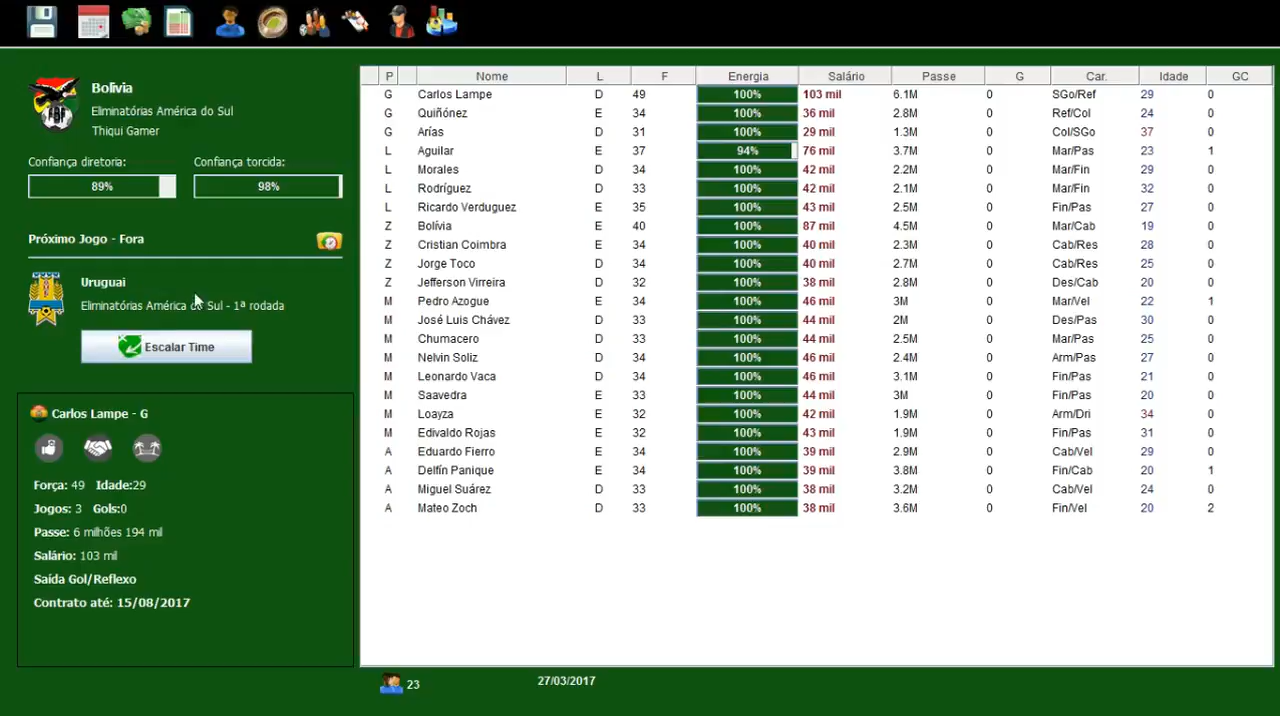 Bolívia
Eliminatórias América do Sul
Thiqui Gamer
Confiança diretoria: Confiança torcida:
89% 98%
Próximo Jogo - Fora
Uruguai
Eliminatórias América do Sul - 1ª rodada
Escalar Time
Carlos Lampe - G
Força: 49 Idade:29
Jogos: 3 Gols:0
Passe: 6 milhões 194 mil
Salário: 103 mil
Saída Gol/Reflexo
Contrato até: 15/08/2017
P Nome L F Energia Salário Passe G Car. Idade GC
G Carlos Lampe D 49 100% 103 mil 6.1M 0 SGo/Ref 29 0
G Quiñónez E 34 100% 36 mil 2.8M 0 Ref/Col 24 0
G Arías D 31 100% 29 mil 1.3M 0 Col/SGo 37 0
L Aguilar E 37 94% 76 mil 3.7M 0 Mar/Pas 23 1
L Morales D 34 100% 42 mil 2.2M 0 Mar/Fin 29 0
L Rodríguez D 33 100% 42 mil 2.1M 0 Mar/Pas 32 0
L Ricardo Verduguez E 35 100% 43 mil 2.5M 0 Fin/Pas 27 0
Z Bolívia E 40 100% 87 mil 4.5M 0 Mar/Cab 19 0
Z Cristian Coimbra E 34 100% 40 mil 2.3M 0 Cab/Res 28 0
Z Jorge Toco D 34 100% 40 mil 2.7M 0 Cab/Res 25 0
Z Jefferson Virreira D 32 100% 38 mil 2.8M 0 Des/Cab 20 0
M Pedro Azogue E 34 100% 46 mil 3M 0 Mar/Vel 22 1
M José Luis Chávez D 33 100% 44 mil 2M 0 Des/Pas 30 0
M Chumacero D 33 100% 44 mil 2.5M 0 Mar/Pas 25 0
M Nelvin Soliz D 34 100% 46 mil 2.4M 0 Arm/Pas 27 0
M Leonardo Vaca D 34 100% 46 mil 3.1M 0 Fin/Pas 21 0
M Saavedra E 33 100% 44 mil 3M 0 Fin/Pas 20 0
M Loayza E 32 100% 42 mil 1.9M 0 Arm/Dri 34 0
M Edivaldo Rojas E 32 100% 43 mil 1.9M 0 Fin/Pas 31 0
A Eduardo Fierro E 34 100% 39 mil 2.9M 0 Cab/Vel 29 0
A Delfín Panique E 34 100% 39 mil 3.8M 0 Fin/Cab 20 1
A Miguel Suárez D 33 100% 38 mil 3.2M 0 Cab/Vel 24 0
A Mateo Zoch D 33 100% 38 mil 3.6M 0 Fin/Vel 20 2
23 27/03/2017